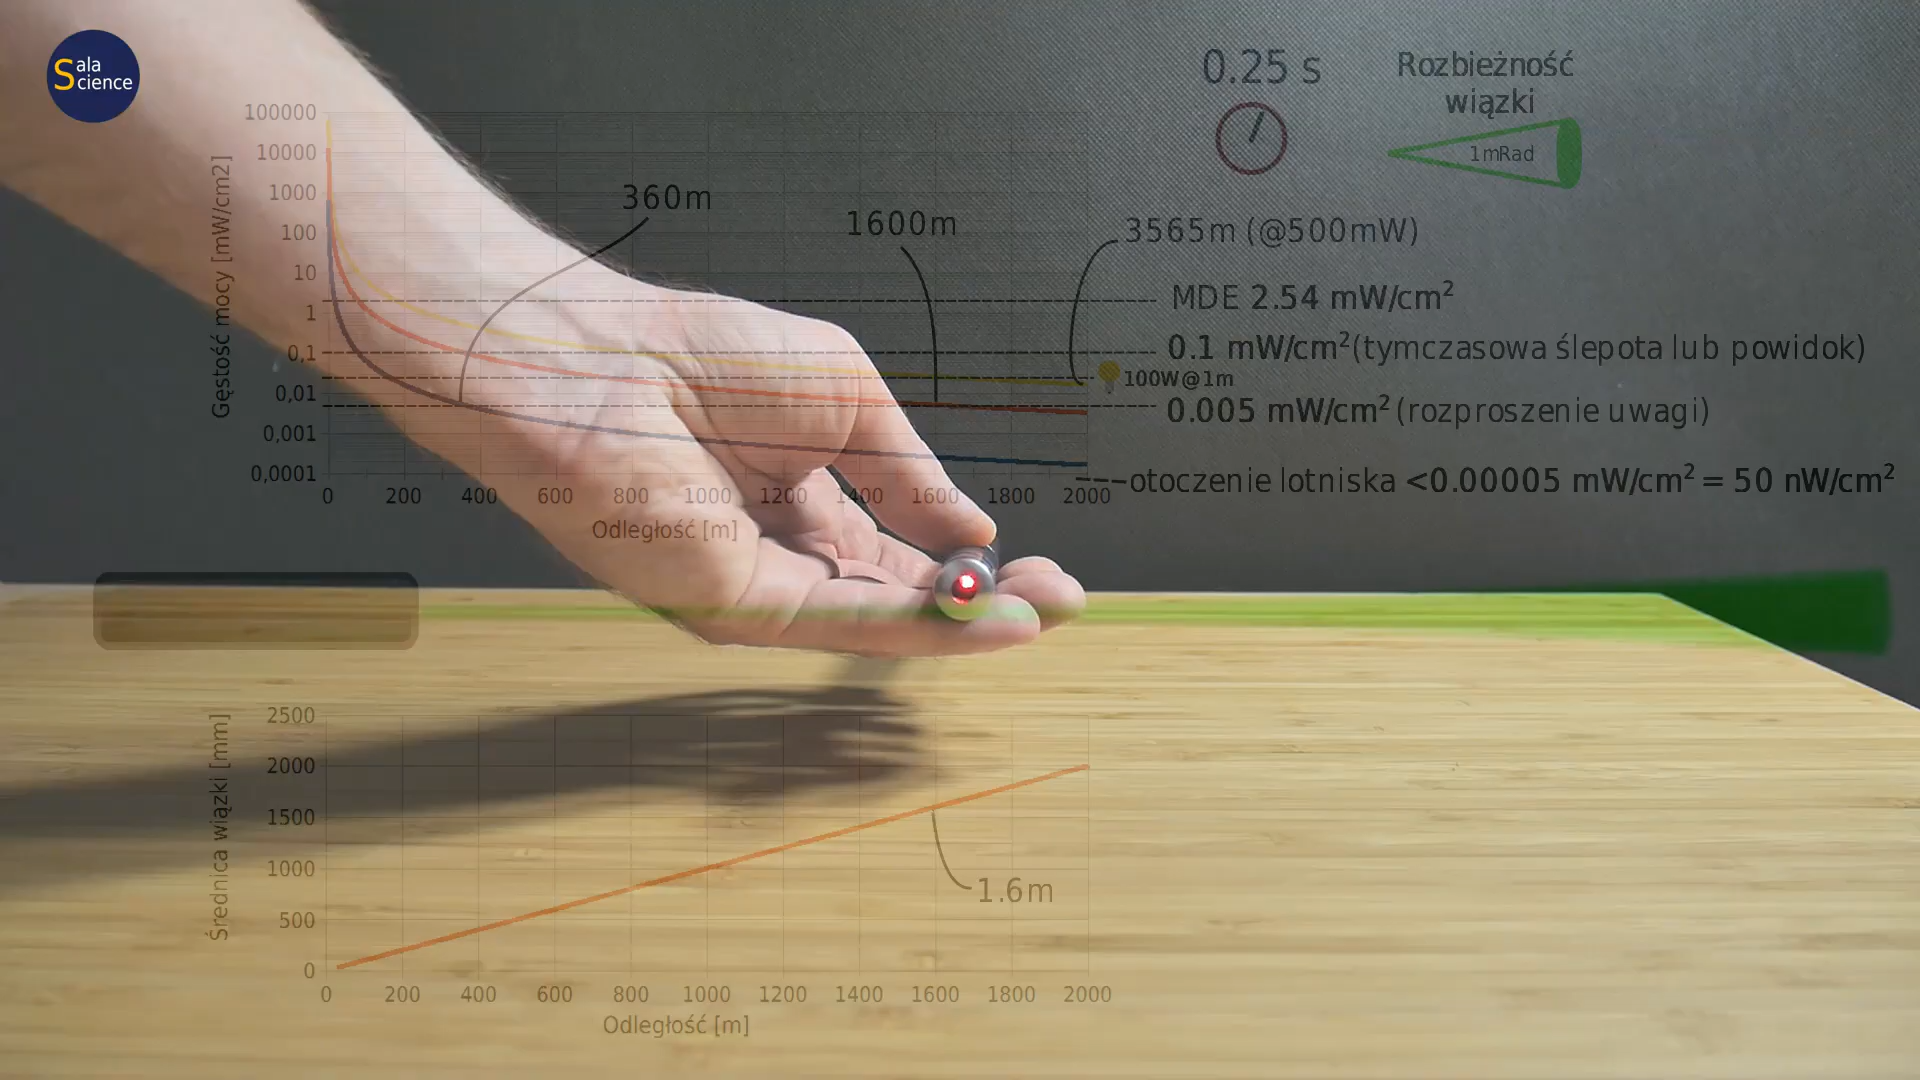 Sala
Science
0.25 s
Rozbieżność
wiązki
1mRad
100000
10000
1000
100
10
1
0,1
0,01
0,001
0,0001
Gęstość mocy [mW/cm2]
360m
1600m
3565m (@500mW)
MDE 2.54 mW/cm²
0.1 mW/cm² (tymczasowa ślepota lub powidok)
100W@1m
0.005 mW/cm² (rozproszenie uwagi)
otoczenie lotniska <0.00005 mW/cm² = 50 nW/cm²
0 200 400 600 800 1000 1200 1400 1600 1800 2000
Odległość [m]
2500
2000
1500
1000
500
0
Średnica wiązki [mm]
1.6m
0 200 400 600 800 1000 1200 1400 1600 1800 2000
Odległość [m]